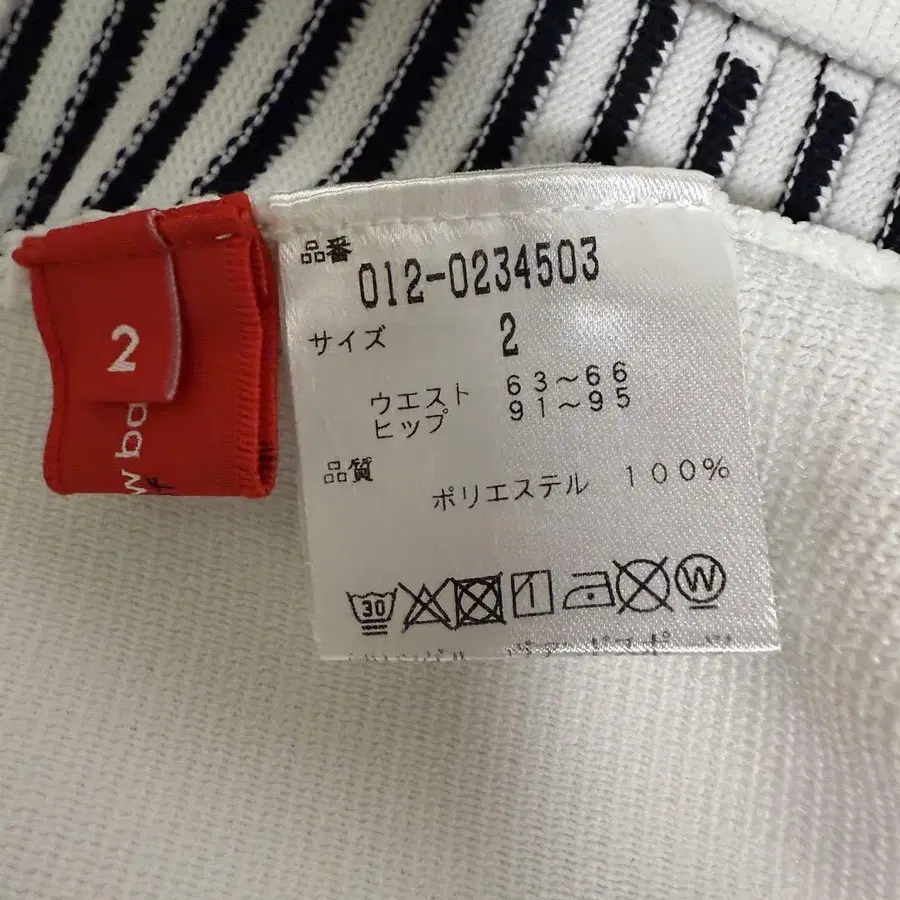 2
w ba
品番
012-0234503
サイズ 2
ウエスト 63～66
ヒップ 91～95
品質
ポリエステル 100%
30
W